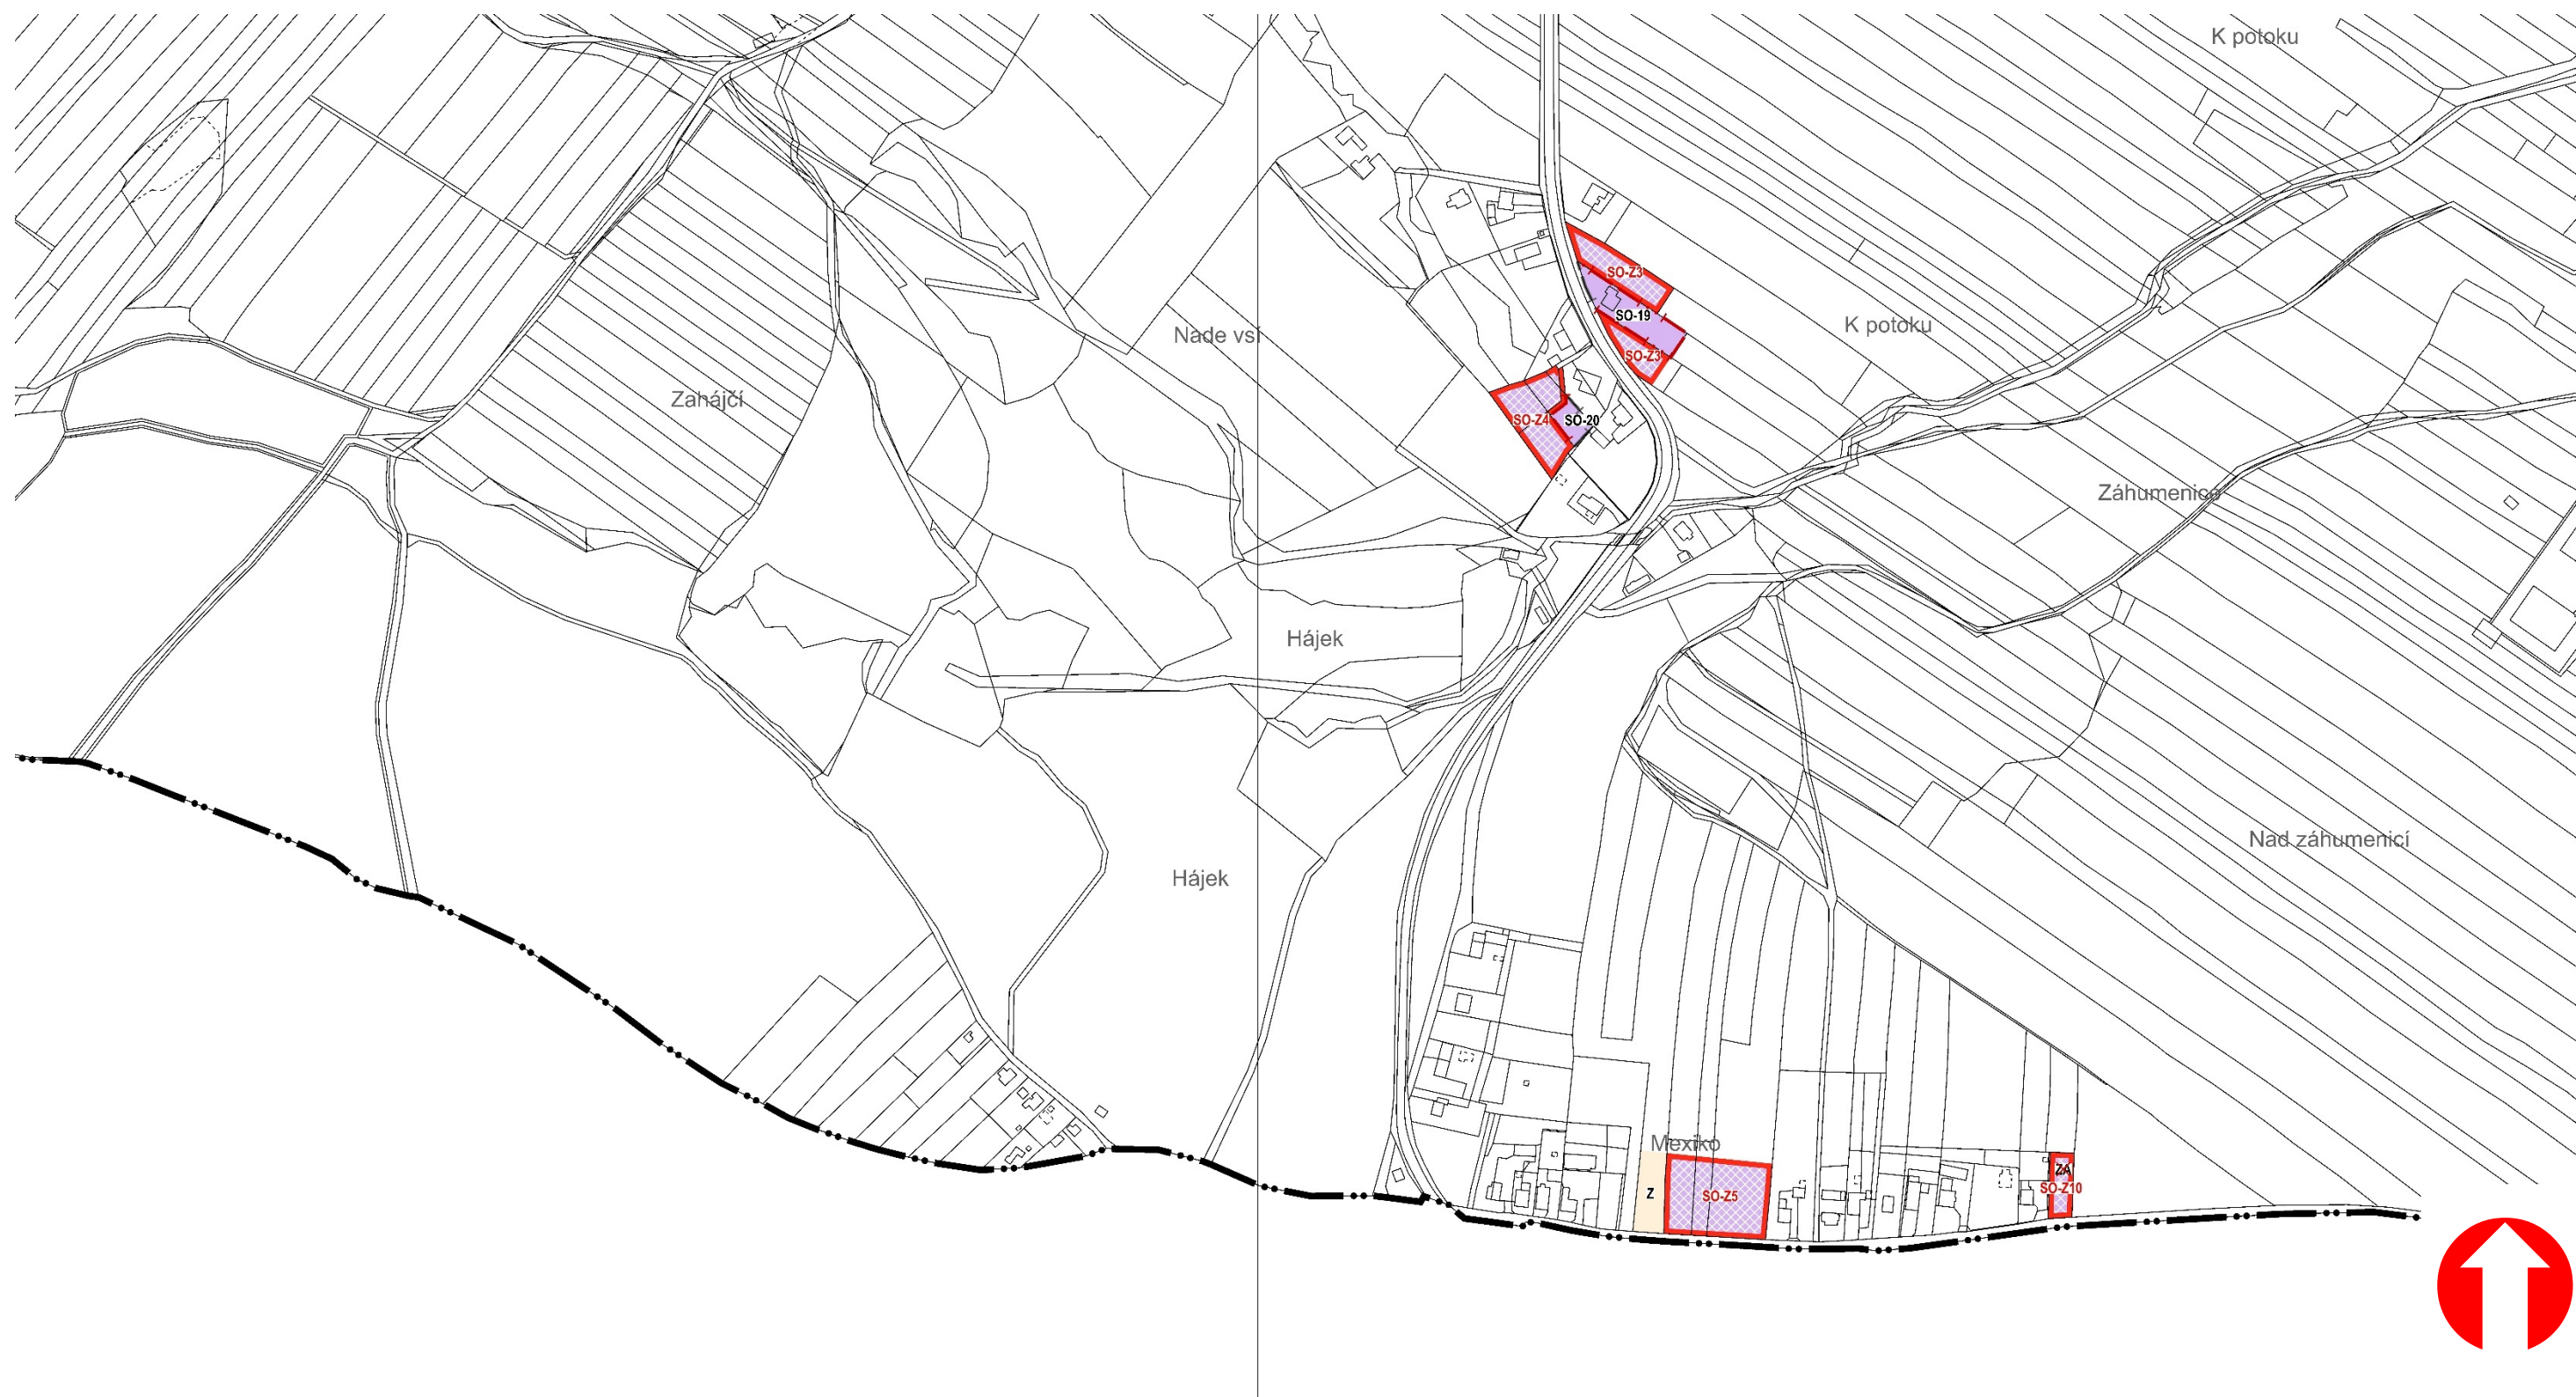 K potoku
SO-Z3
SO-19
K potoku
Nade vsí
SO-Z3
Zahájčí
SO-Z4
SO-20
Záhumenice
Hájek
Nad záhumenicí
Hájek
Mexiko
ZA
SO-Z10
Z
SO-Z5